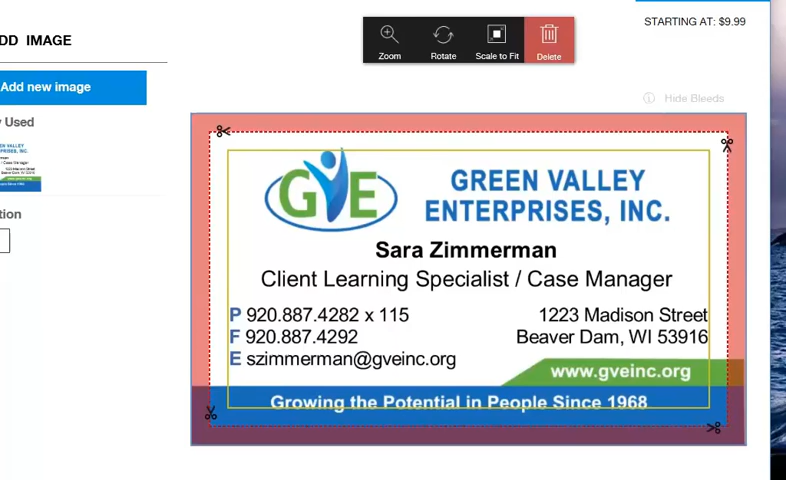 STARTING AT: $9.99
DD IMAGE
Zoom
Rotate
Scale to Fit
Delete
Add new image
Hide Bleeds
y Used
tion
GVE
GREEN VALLEY
ENTERPRISES, INC.
Sara Zimmerman
Client Learning Specialist / Case Manager
P 920.887.4282 x 115
1223 Madison Street
F 920.887.4292
Beaver Dam, WI 53916
E szimmerman@gveinc.org
www.gveinc.org
Growing the Potential in People Since 1968